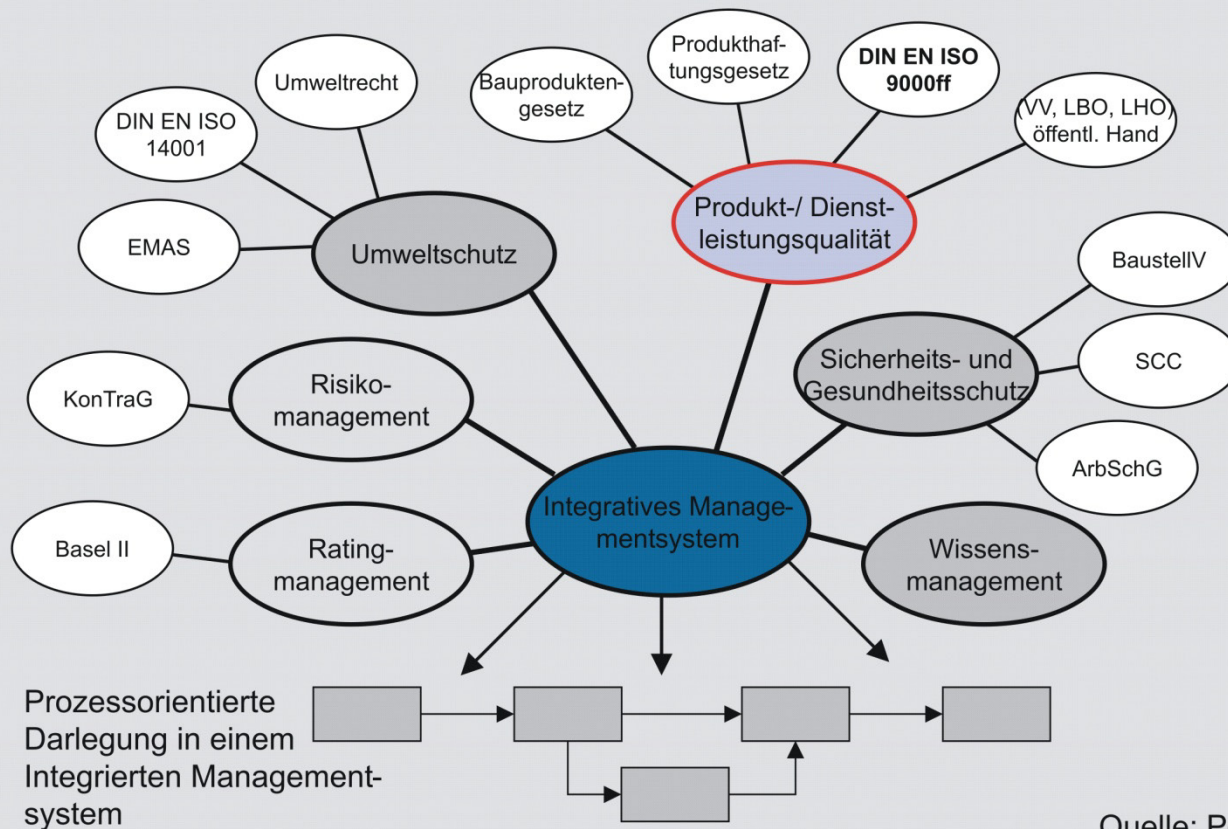 Umweltrecht
DIN EN ISO
14001
EMAS
Umweltschutz
Bauprodukten-
gesetz
Produkthaf-
tungsgesetz
DIN EN ISO
9000ff
(VV, LBO, LHO)
öffentl. Hand
Produkt-/ Dienst-
leistungsqualität
BaustellV
SCC
ArbSchG
Sicherheits- und
Gesundheitsschutz
KonTraG
Risiko-
management
Basel II
Rating-
management
Integratives Manage-
mentsystem
Wissens-
management
Prozessorientierte
Darlegung in einem
Integrierten Management-
system
Quelle: